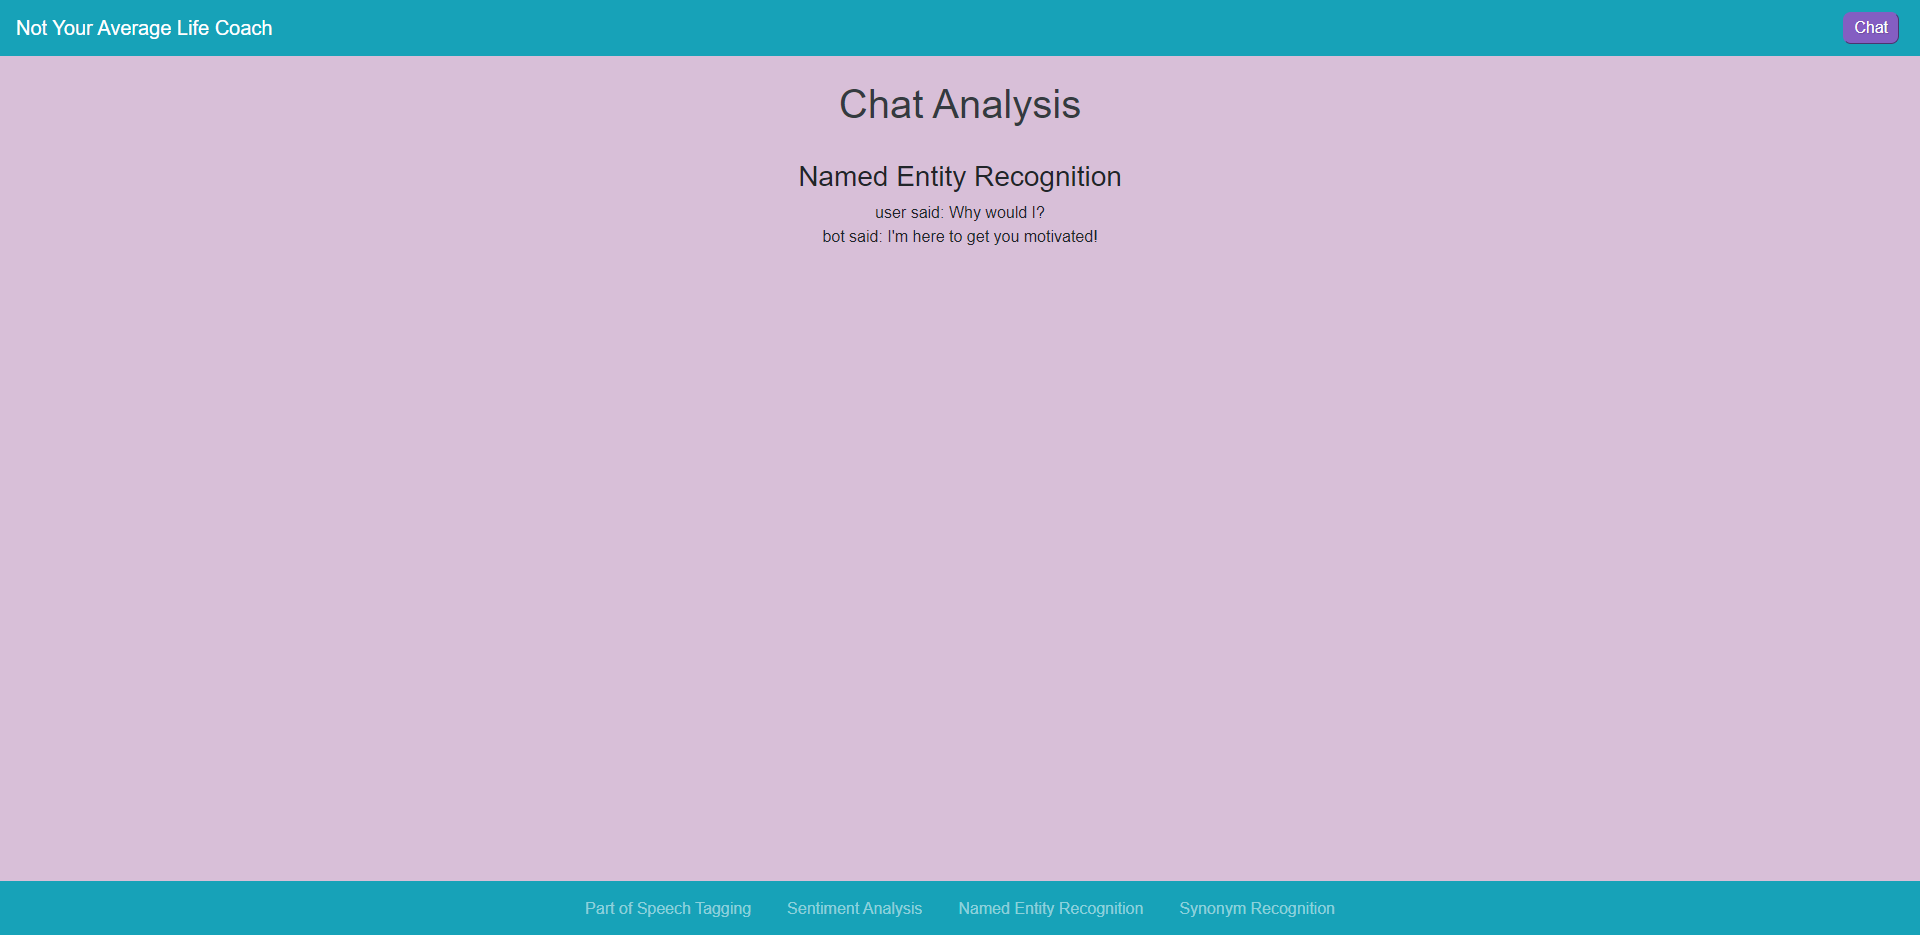 Not Your Average Life Coach
Chat
Chat Analysis
Named Entity Recognition
user said: Why would I?
bot said: I'm here to get you motivated!
Part of Speech Tagging
Sentiment Analysis
Named Entity Recognition
Synonym Recognition